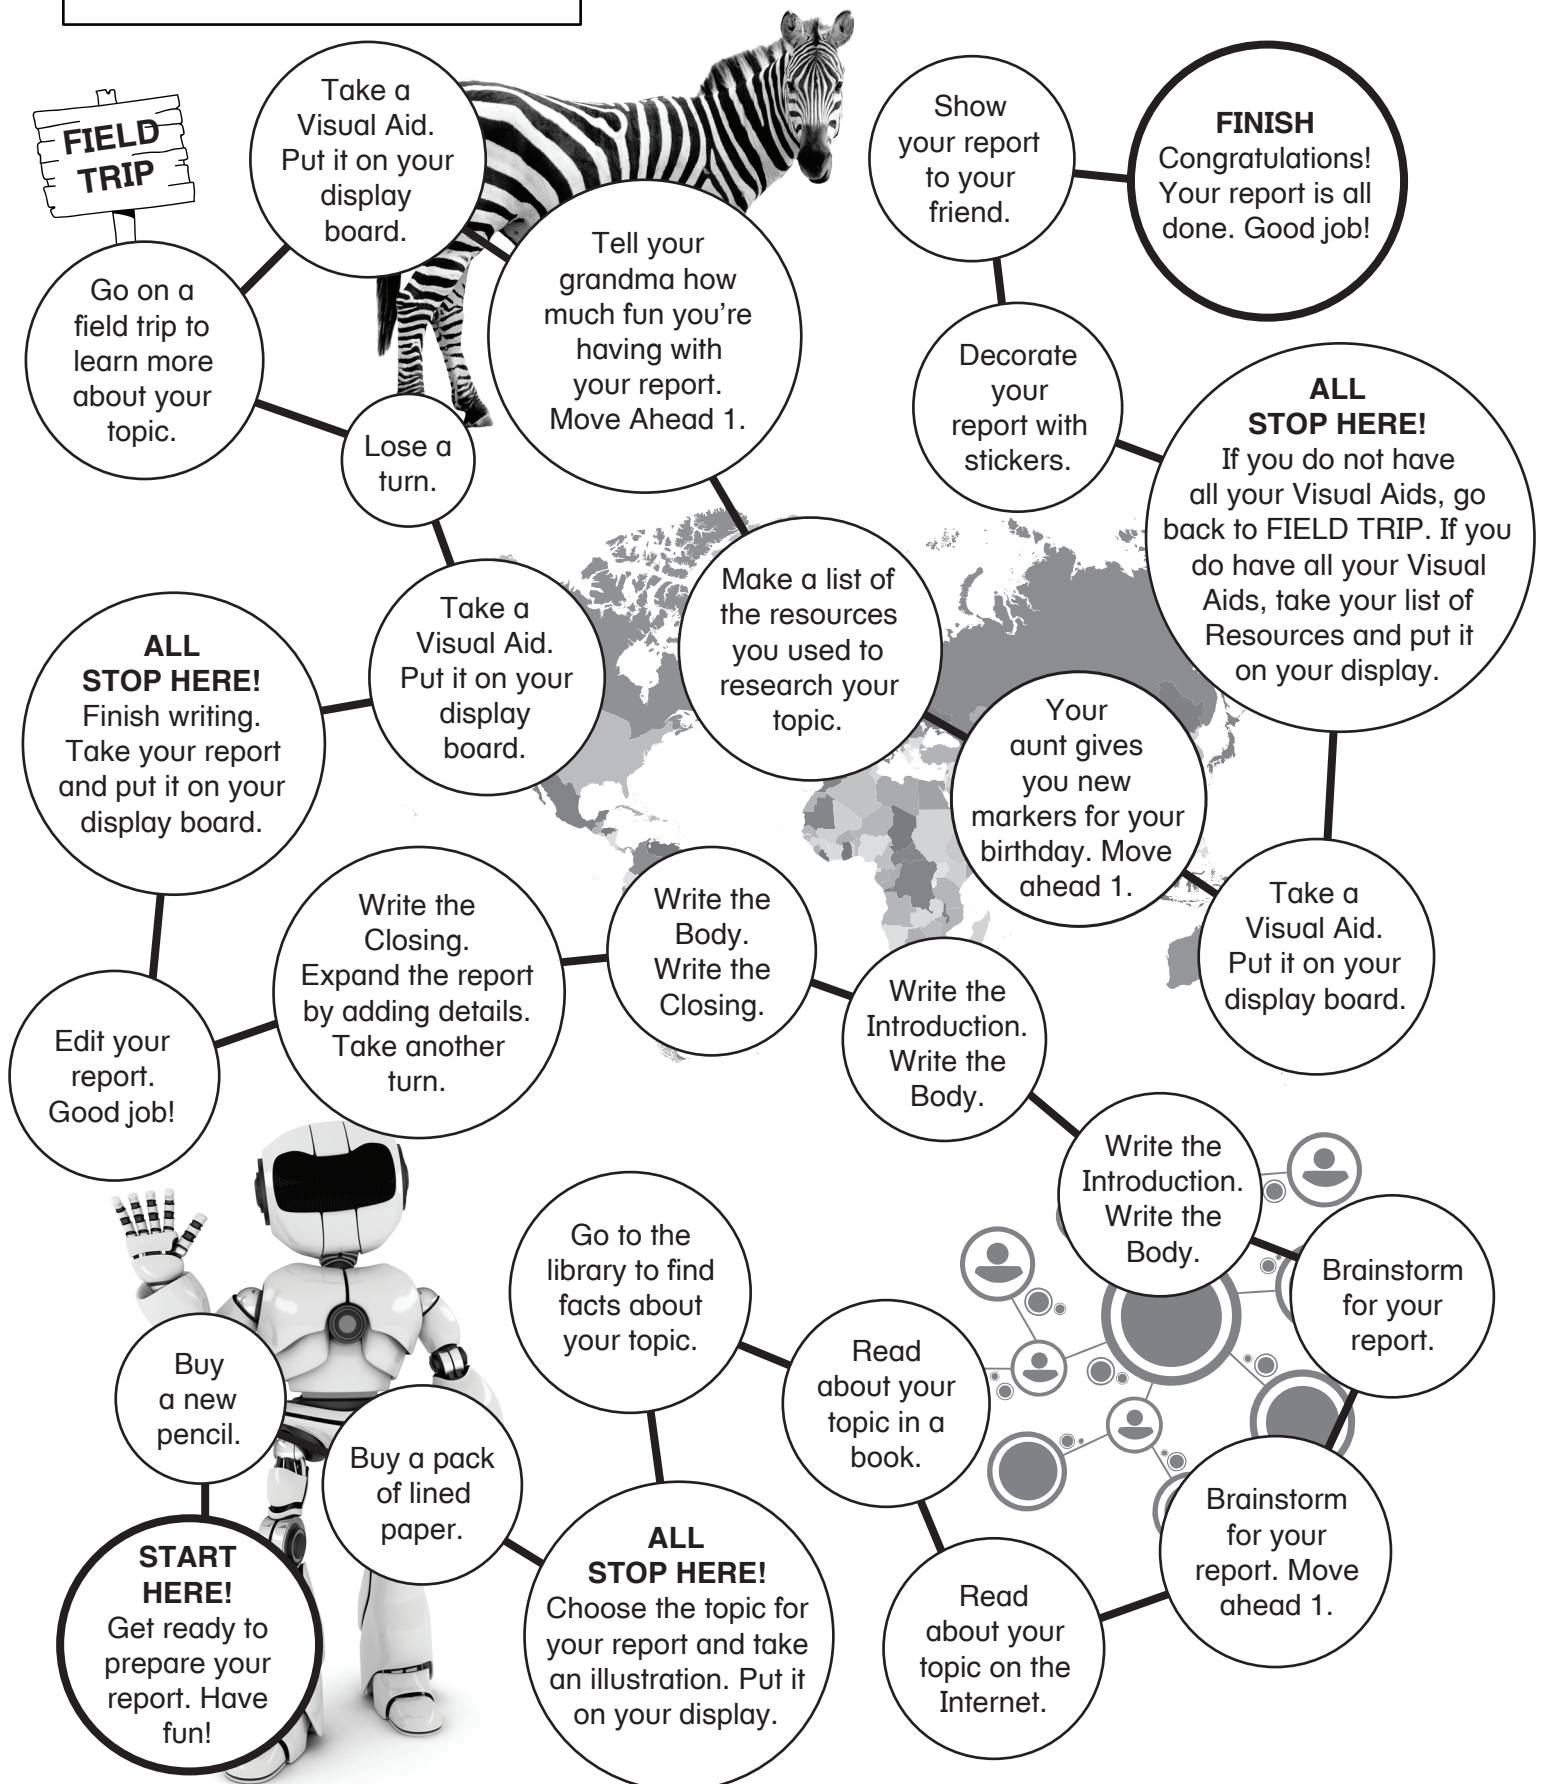 FIELD
TRIP
Take a
Visual Aid.
Put it on your
display
board.
Show
your report
to your
friend.
FINISH
Congratulations!
Your report is all
done. Good job!
Go on a
field trip to
learn more
about your
topic.
Tell your
grandma how
much fun you're
having with
your report.
Move Ahead 1.
Decorate
your
report with
stickers.
ALL
STOP HERE!
If you do not have
all your Visual Aids, go
back to FIELD TRIP. If you
do have all your Visual
Aids, take your list of
Resources and put it
on your display.
Lose a
turn.
Take a
Visual Aid.
Put it on your
display
board.
Make a list of
the resources
you used to
research your
topic.
ALL
STOP HERE!
Finish writing.
Take your report
and put it on your
display board.
Your
aunt gives
you new
markers for your
birthday. Move
ahead 1.
Take a
Visual Aid.
Put it on your
display board.
Write the
Closing.
Expand the report
by adding details.
Take another
turn.
Write the
Body.
Write the
Closing.
Write the
Introduction.
Write the
Body.
Edit your
report.
Good job!
Write the
Introduction.
Write the
Body.
Go to the
library to find
facts about
your topic.
Brainstorm
for your
report.
Read
about your
topic in a
book.
Buy
a new
pencil.
Buy a pack
of lined
paper.
Brainstorm
for your
report. Move
ahead 1.
START
HERE!
Get ready to
prepare your
report. Have
fun!
ALL
STOP HERE!
Choose the topic for
your report and take
an illustration. Put it
on your display.
Read
about your
topic on the
Internet.